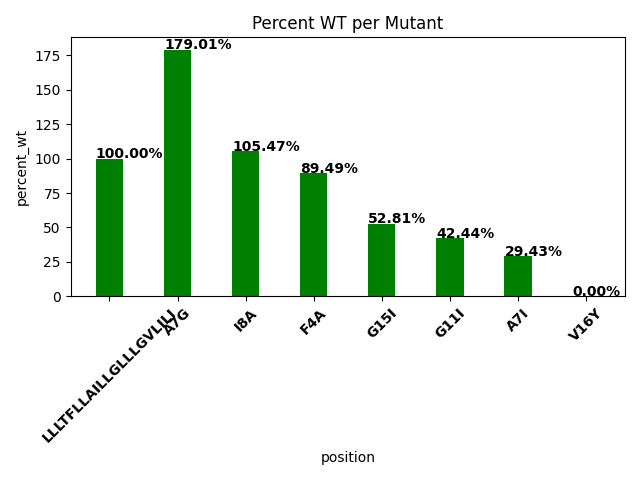 Percent WT per Mutant
percent_wt
175
150
125
100
75
50
25
0
100.00%
179.01%
105.47%
89.49%
52.81%
42.44%
29.43%
0.00%
A7G
I8A
F4A
G15I
G11I
A7I
V16Y
position